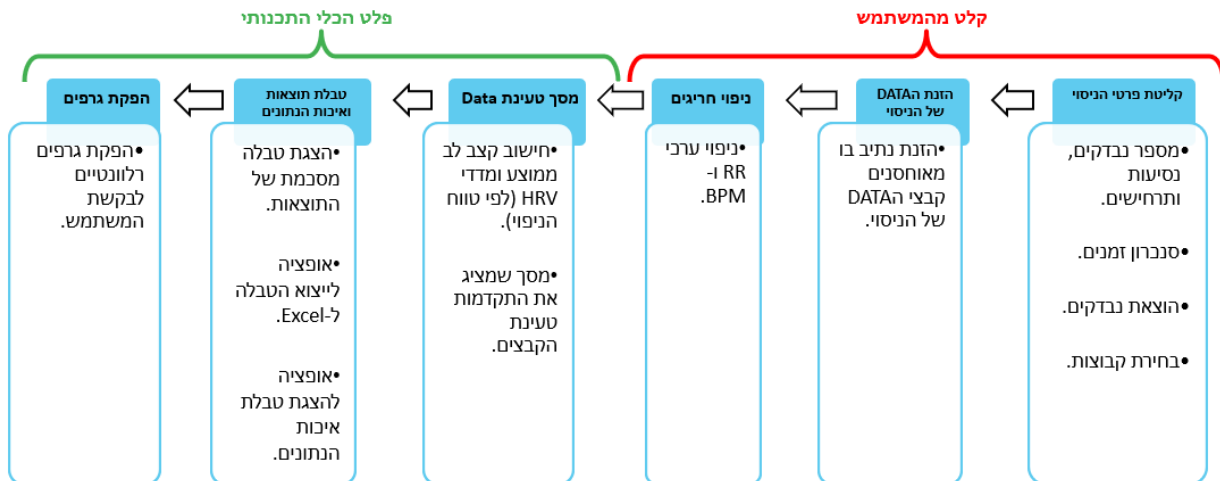 קלט מהמשתמש
פלט הכלי התכנותי
קליטת פרטי הניסוי
•מספר נבדקים,
נסיעות
ותרחישים.
•סנכרון זמנים.
•הוצאת נבדקים.
•בחירת קבוצות.
הזנת הDATA
של הניסוי
•הזנת נתיב בו
מאוחסנים
קבצי הDATA
של הניסוי.
ניפוי חריגים
•ניפוי ערכי
RR ו-
BPM.
מסך טעינת Data
•חישוב קצב לב
ממוצע ומדדי
HRV (לפי טווח
הניפוי).
•מסך שמציג
את התקדמות
טעינת
הקבצים.
טבלת תוצאות
ואיכות הנתונים
•הצגת טבלה
מסכמת של
התוצאות.
•אופציה
לייצוא הטבלה
ל-Excel.
•אופציה
להצגת טבלת
איכות
הנתונים.
הפקת גרפים
•הפקת גרפים
רלוונטיים
לבקשת
המשתמש.